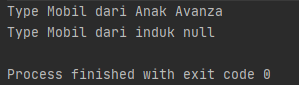 Type Mobil dari Anak Avanza
Type Mobil dari induk null
Process finished with exit code 0